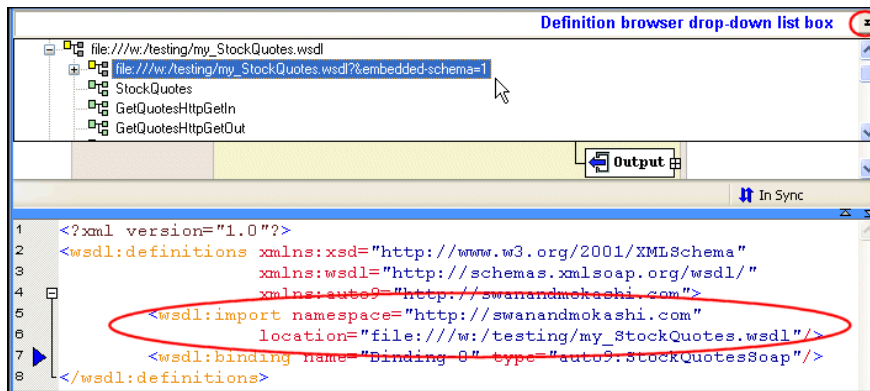 Definition browser drop-down list box
file:///w:/testing/my_StockQuotes.wsdl
file:///w:/testing/my_StockQuotes.wsdl?&embedded-schema=1
StockQuotes
GetQuotesHttpGetIn
GetQuotesHttpGetOut
Output
In Sync
1 <?xml version="1.0"?>
2 <wsdl:definitions xmlns:xsd="http://www.w3.org/2001/XMLSchema"
3 xmlns:wsdl="http://schemas.xmlsoap.org/wsdl/"
4 xmlns:auto9="http://swanandmokashi.com">
5 <wsdl:import namespace="http://swanandmokashi.com"
6 location="file:///w:/testing/my_StockQuotes.wsdl"/>
7 <wsdl:binding name="Binding-0" type="auto9:StockQuotesSoap"/>
8 </wsdl:definitions>